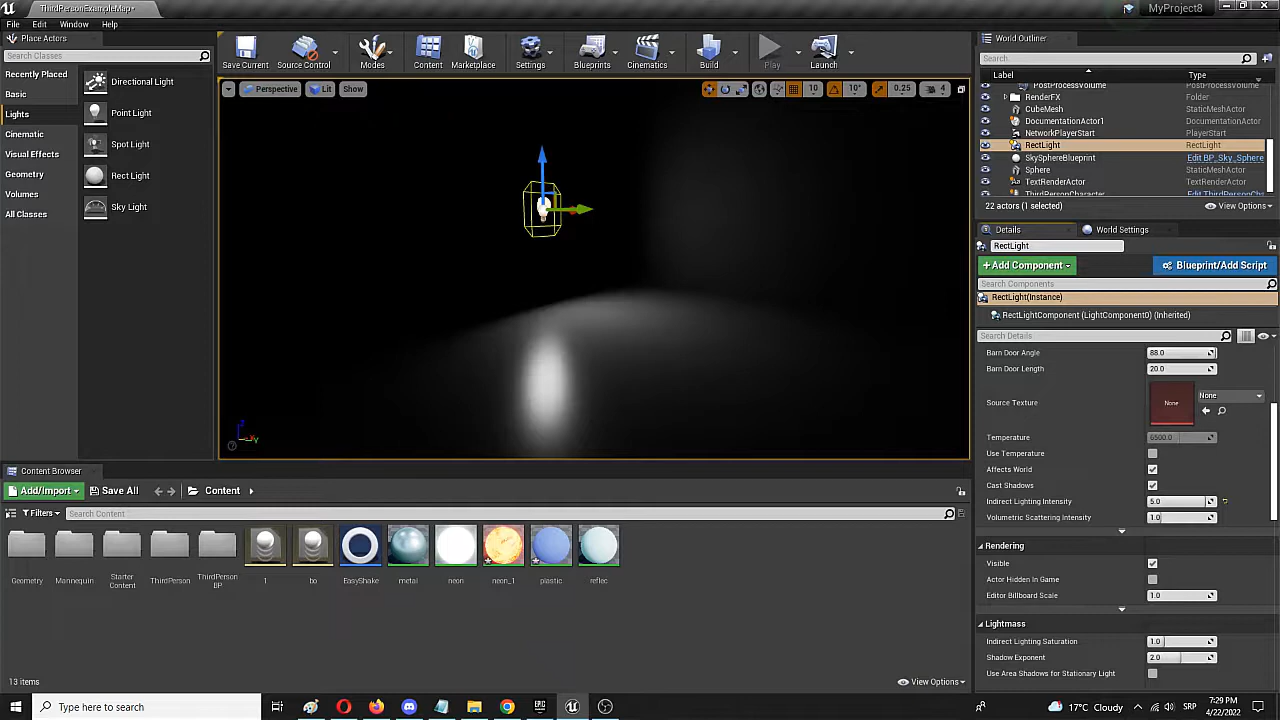 ThirdPersonExampleMap*
MyProject8
File Edit Window Help
Place Actors
Search Classes
Recently Placed
Basic
Lights
Cinematic
Visual Effects
Geometry
Volumes
All Classes
Directional Light
Point Light
Spot Light
Rect Light
Sky Light
Save Current
Source Control
Modes
Content
Marketplace
Settings
Blueprints
Cinematics
Build
Play
Launch
Perspective
Lit
Show
10
10°
0.25
4
World Outliner
Search...
Label Type
PostProcessVolume PostProcessVolume
RenderFX Folder
CubeMesh StaticMeshActor
DocumentationActor1 DocumentationActor
NetworkPlayerStart PlayerStart
RectLight RectLight
SkySphereBlueprint Edit BP_Sky_Sphere
Sphere StaticMeshActor
TextRenderActor TextRenderActor
ThirdPersonCharacter Edit ThirdPersonCha
22 actors (1 selected)
View Options
Details
World Settings
RectLight
+Add Component
Blueprint/Add Script
Search Components
RectLight(Instance)
RectLightComponent (LightComponent0) (Inherited)
Search Details
Barn Door Angle 88.0
Barn Door Length 20.0
Source Texture None None
Temperature 6500.0
Use Temperature
Affects World
Cast Shadows
Indirect Lighting Intensity 5.0
Volumetric Scattering Intensity 1.0
Rendering
Visible
Actor Hidden In Game
Editor Billboard Scale 1.0
Lightmass
Indirect Lighting Saturation 1.0
Shadow Exponent 2.0
Use Area Shadows for Stationary Light
Content Browser
Add/Import
Save All
Content
Filters
Search Content
Geometry
Mannequin
Starter Content
ThirdPerson
ThirdPerson BP
1
bo
EasyShake
metal
neon
neon_1
plastic
reflec
13 items
View Options
Type here to search
17°C Cloudy
SRP
7:29 PM
4/22/2022